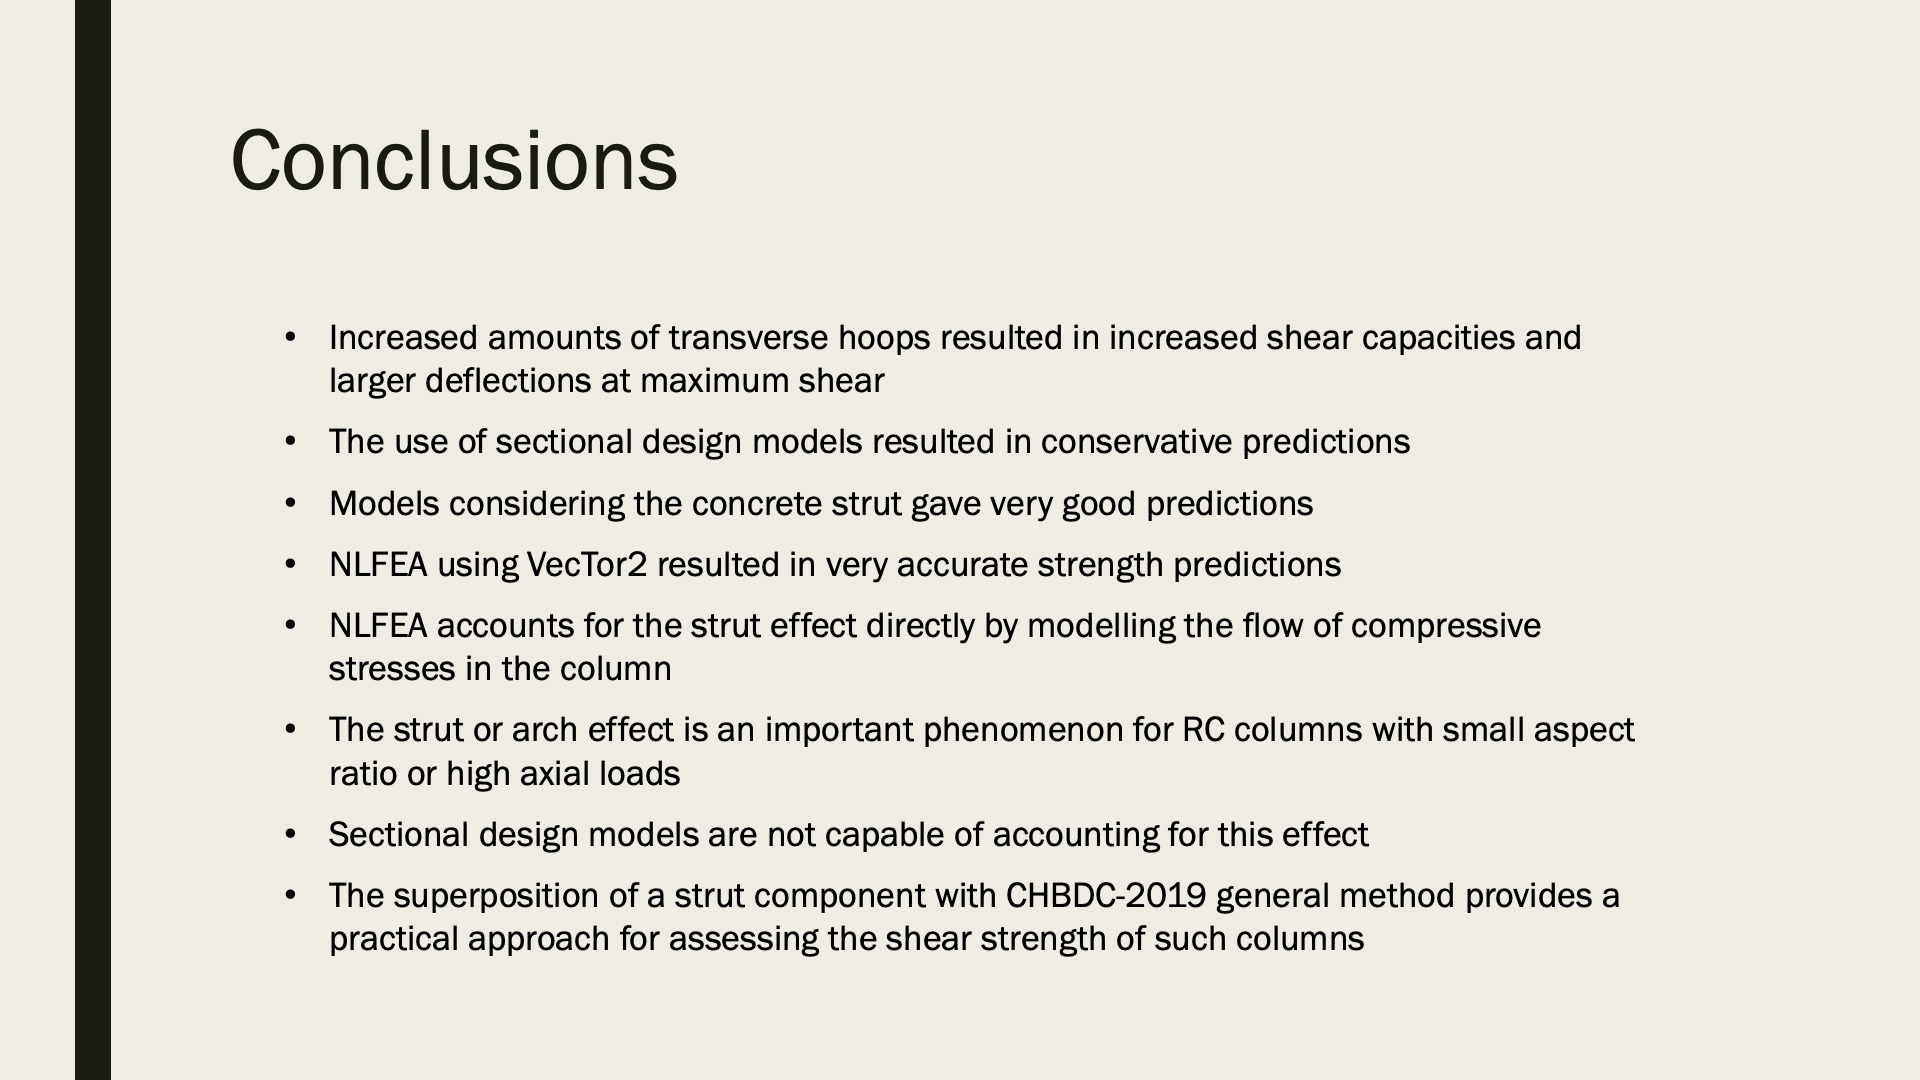 Conclusions
• Increased amounts of transverse hoops resulted in increased shear capacities and
larger deflections at maximum shear
• The use of sectional design models resulted in conservative predictions
• Models considering the concrete strut gave very good predictions
• NLFEA using VecTor2 resulted in very accurate strength predictions
• NLFEA accounts for the strut effect directly by modelling the flow of compressive
stresses in the column
• The strut or arch effect is an important phenomenon for RC columns with small aspect
ratio or high axial loads
• Sectional design models are not capable of accounting for this effect
• The superposition of a strut component with CHBDC-2019 general method provides a
practical approach for assessing the shear strength of such columns